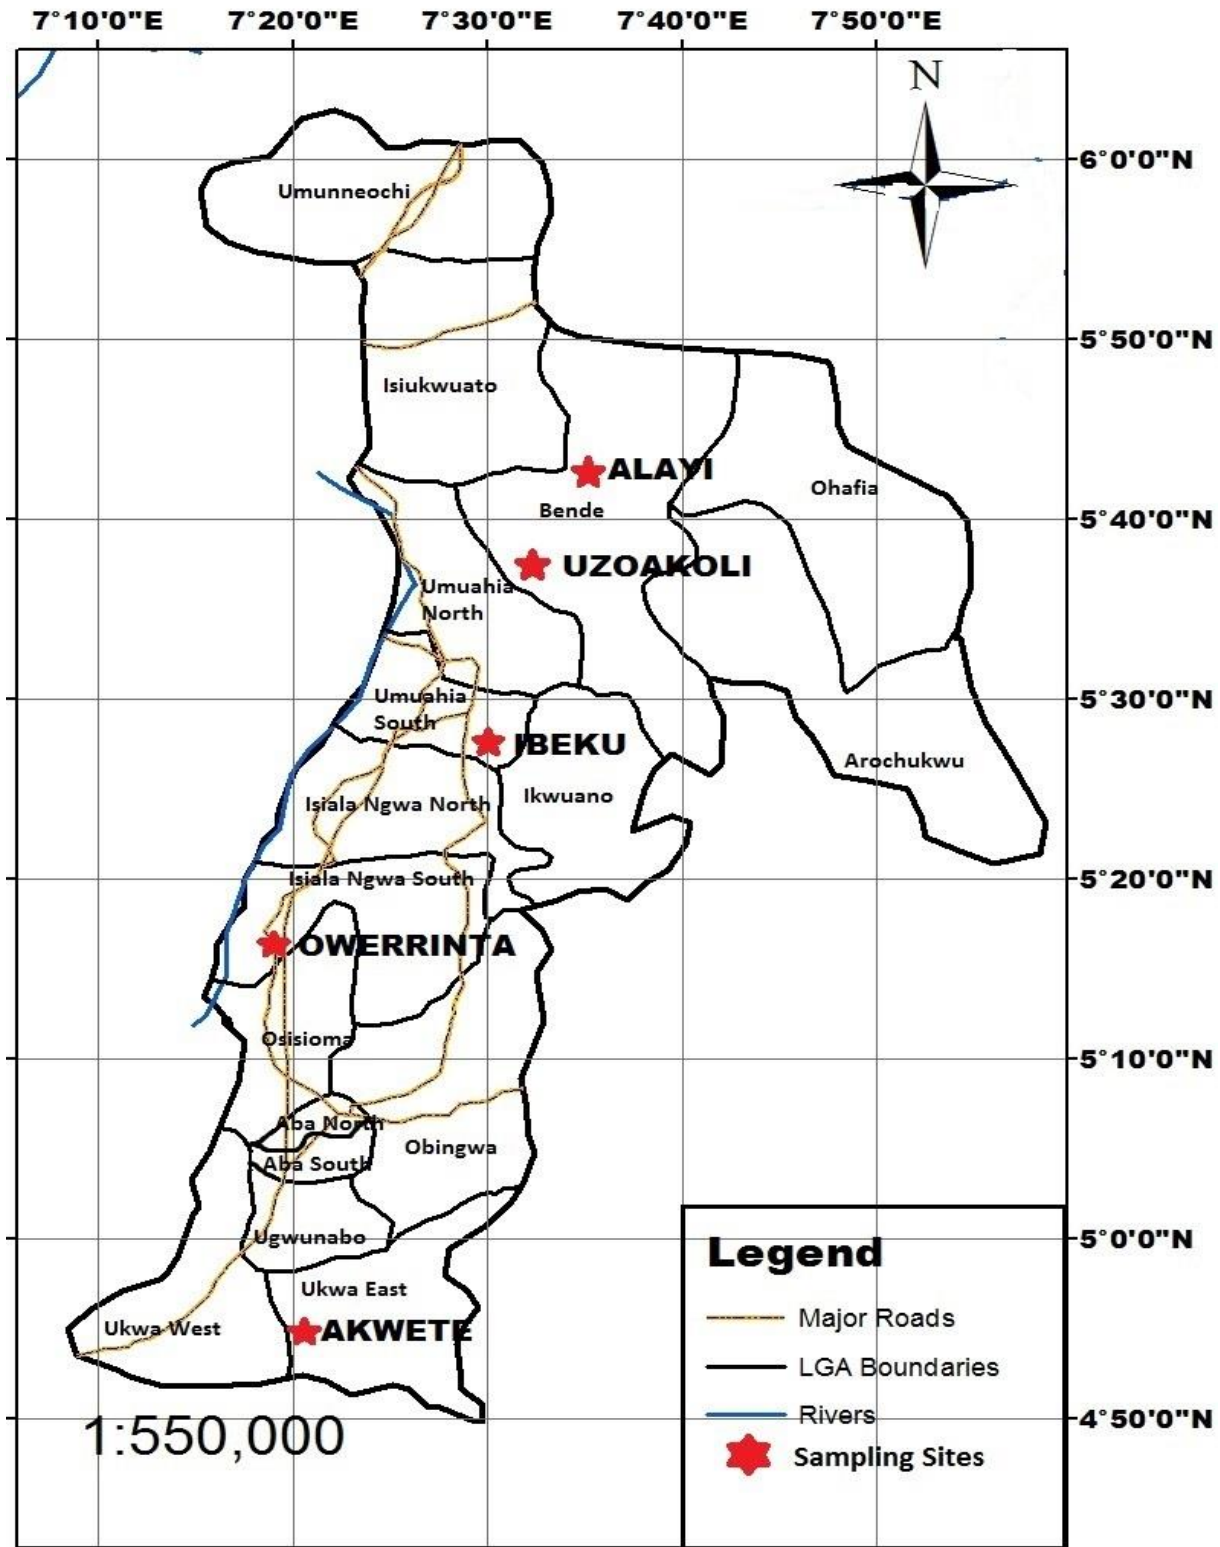 7°10'0"E 7°20'0"E 7°30'0"E 7°40'0"E 7°50'0"E
N
6°0'0"N
Umunneochi
5°50'0"N
Isiukwuato
ALAYI
Ohafia
Bende
5°40'0"N
UZOAKOLI
Umuahia
North
Umuahia
South
5°30'0"N
IBEKU
Arochukwu
Isiala Ngwa North
Ikwuano
Isiala Ngwa South
5°20'0"N
OWERRINTA
Osisioma
5°10'0"N
Aba North
Obingwa
Aba South
Ugwunabo
5°0'0"N
Ukwa East
Ukwa West
AKWETE
4°50'0"N
1:550,000
Legend
Major Roads
LGA Boundaries
Rivers
Sampling Sites